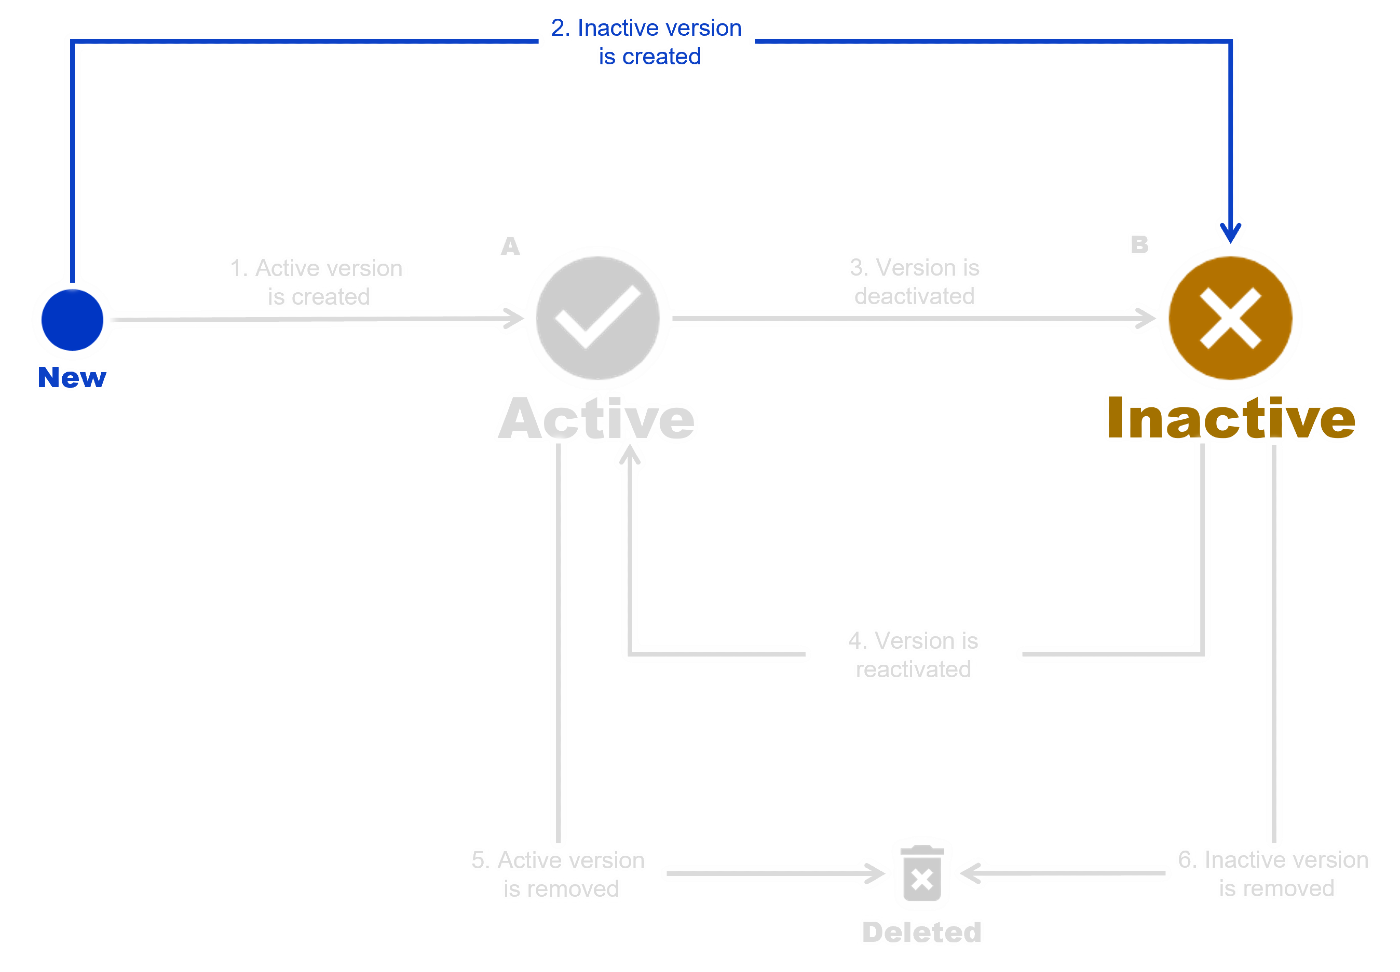 2. Inactive version
is created
A
B
1. Active version
is created
3. Version is
deactivated
New
Active
Inactive
4. Version is
reactivated
5. Active version
is removed
6. Inactive version
is removed
Deleted